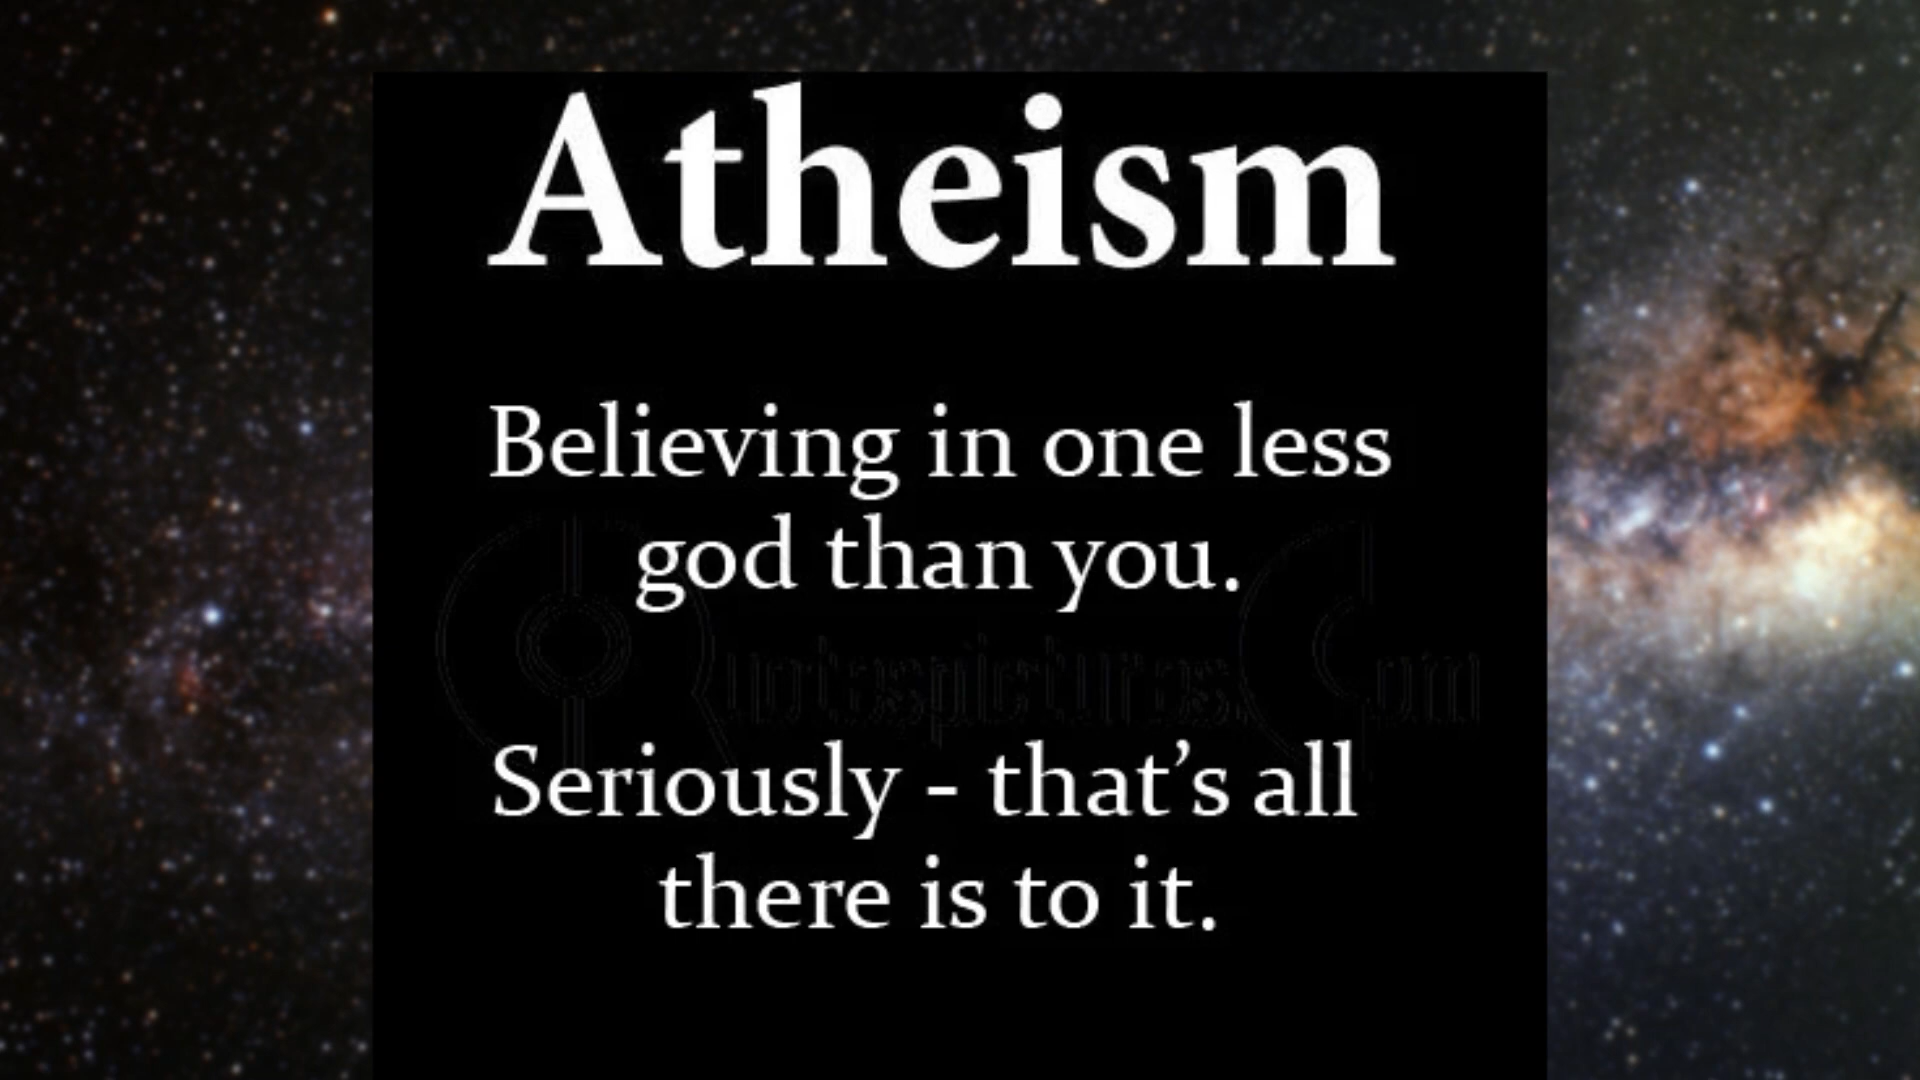 Atheism
Believing in one less
god than you.
Seriously - that’s all
there is to it.